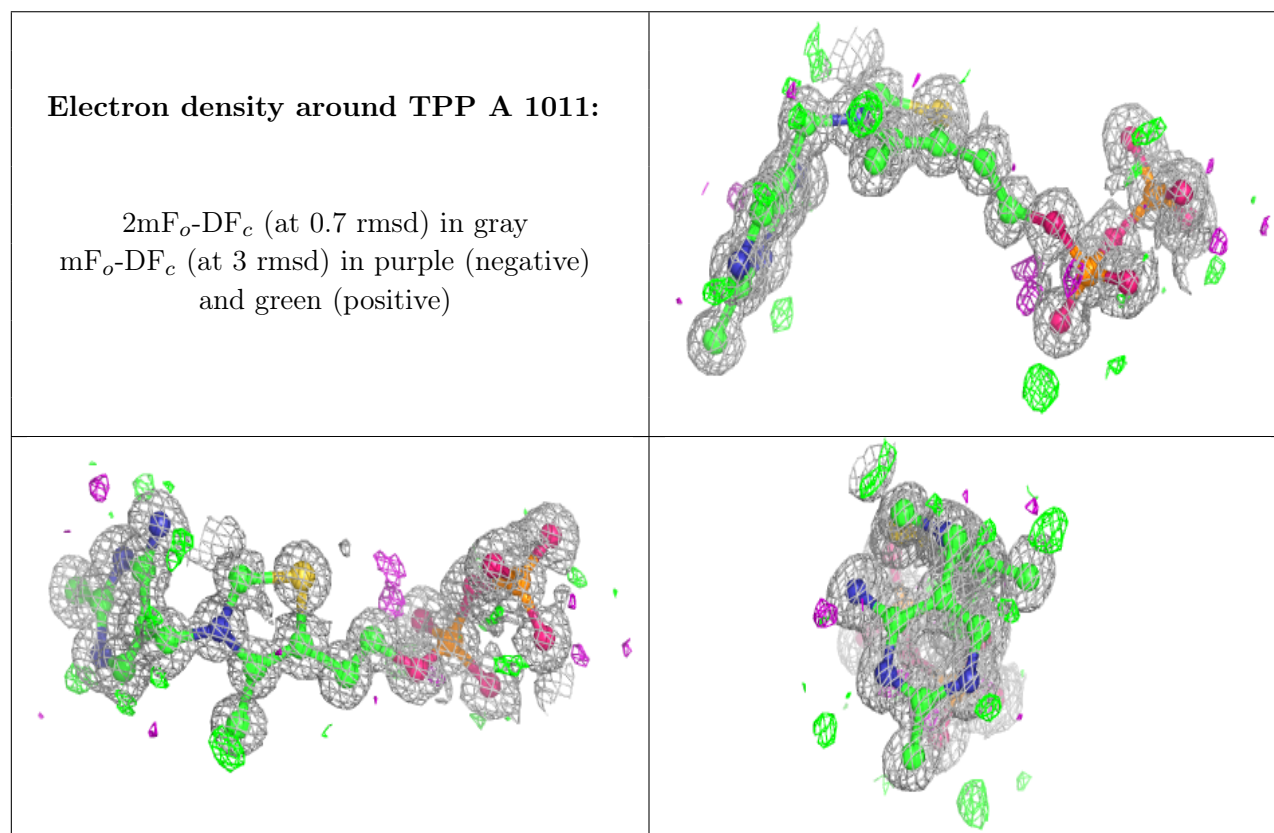 Electron density around TPP A 1011:
2mFₒ-DF𝒸 (at 0.7 rmsd) in gray
mFₒ-DF𝒸 (at 3 rmsd) in purple (negative)
and green (positive)